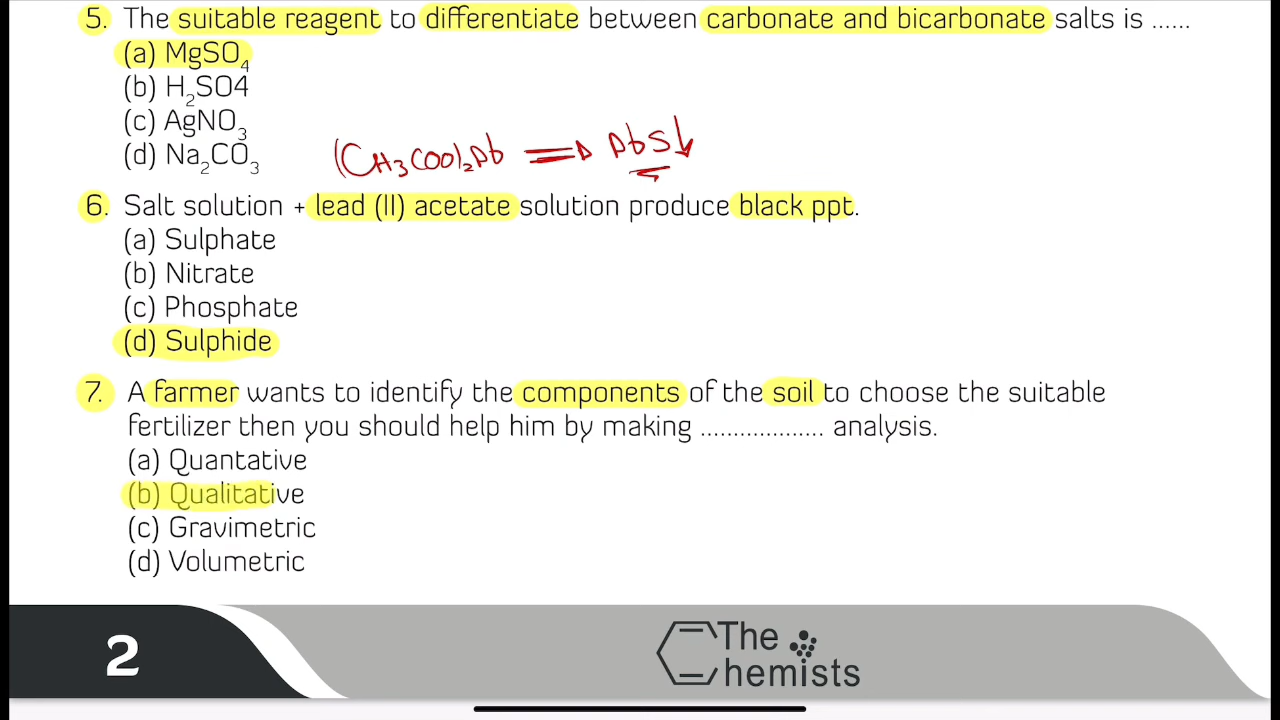 5. The suitable reagent to differentiate between carbonate and bicarbonate salts is ......
(a) MgSO₄
(b) H₂SO4
(c) AgNO₃
(d) Na₂CO₃
(CH₃COO)₂Pb ⇒ PbS↓
6. Salt solution + lead (II) acetate solution produce black ppt.
(a) Sulphate
(b) Nitrate
(c) Phosphate
(d) Sulphide
7. A farmer wants to identify the components of the soil to choose the suitable
fertilizer then you should help him by making ................... analysis.
(a) Quantative
(b) Qualitative
(c) Gravimetric
(d) Volumetric
2
The
Chemists